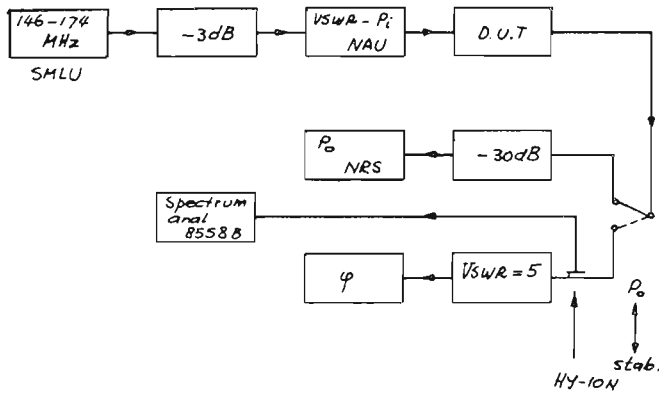 146-174
MHz
SMLU
-3dB
VSWR-Pi
NAU
D.U.T
Po
NRS
-30dB
Spectrum
anal
8558B
φ
VSWR=5
Po
stab.
HY-10N